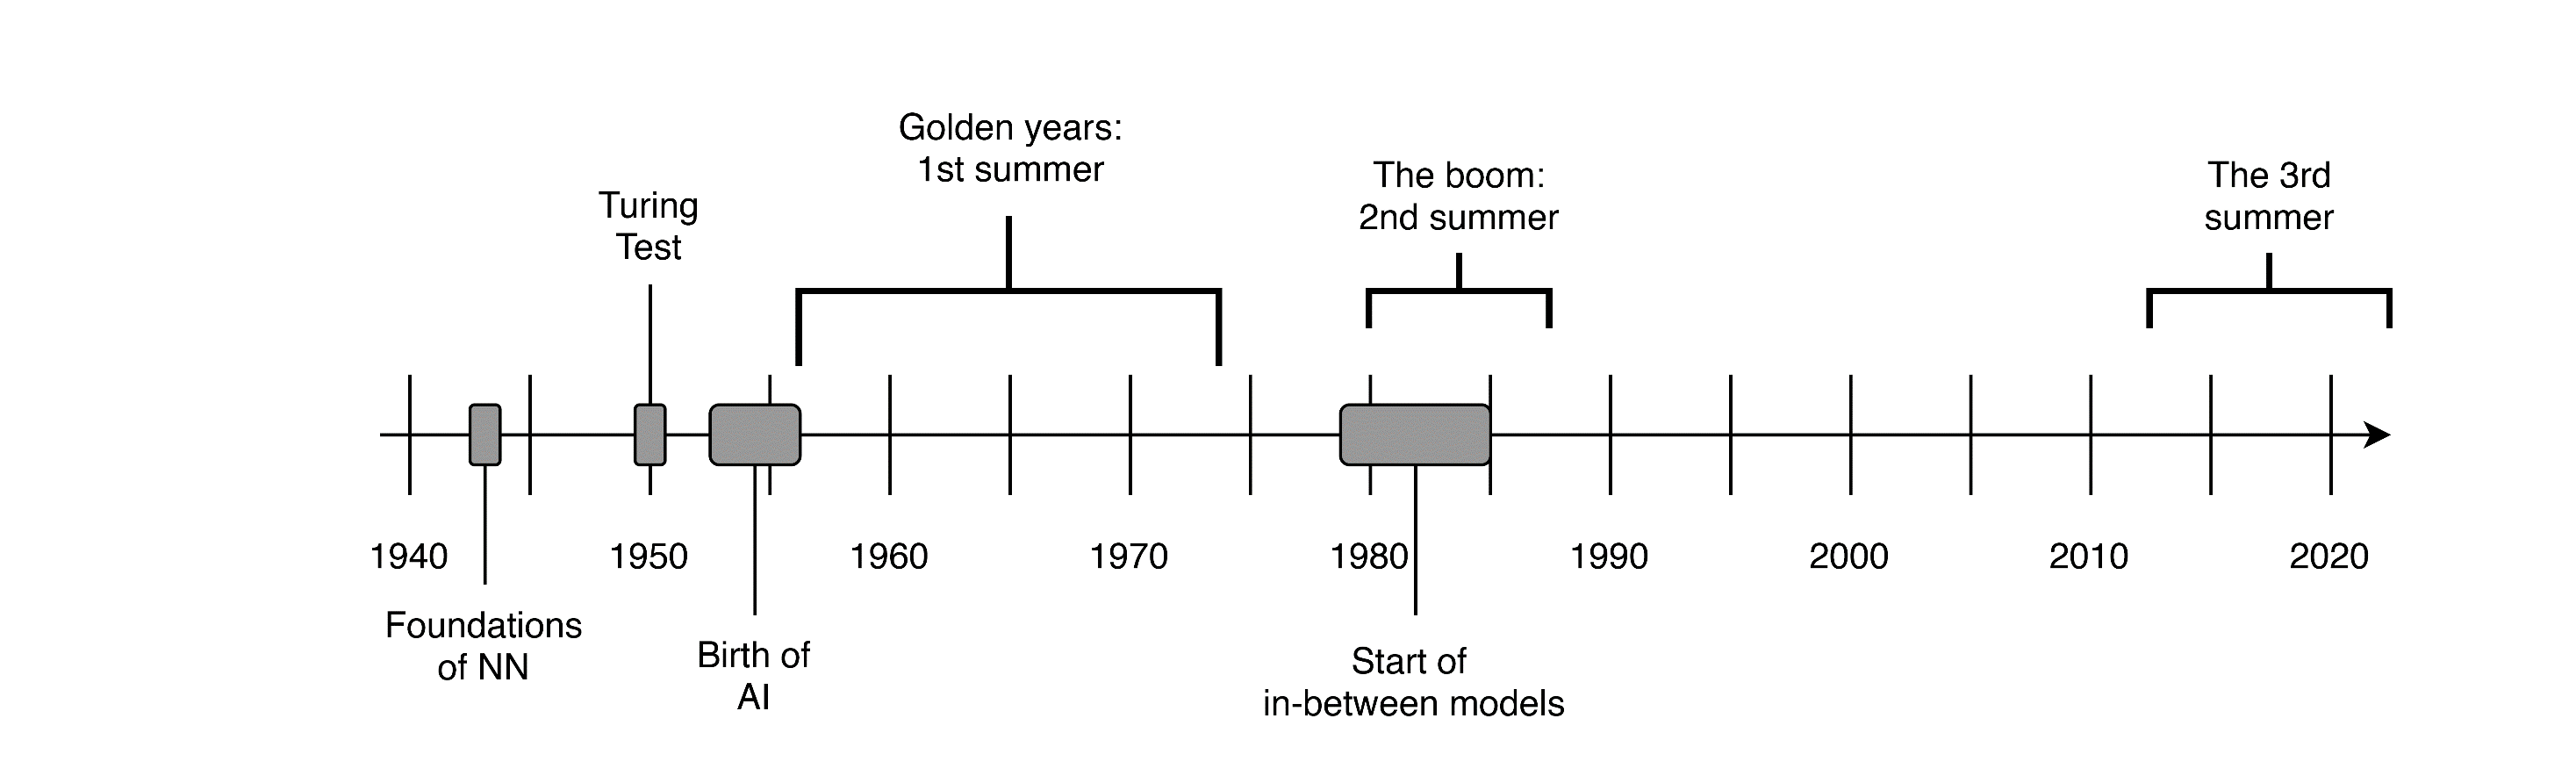 Golden years:
1st summer
The boom:
2nd summer
The 3rd
summer
Turing
Test
1940
1950
1960
1970
1980
1990
2000
2010
2020
Foundations
of NN
Birth of
AI
Start of
in-between models